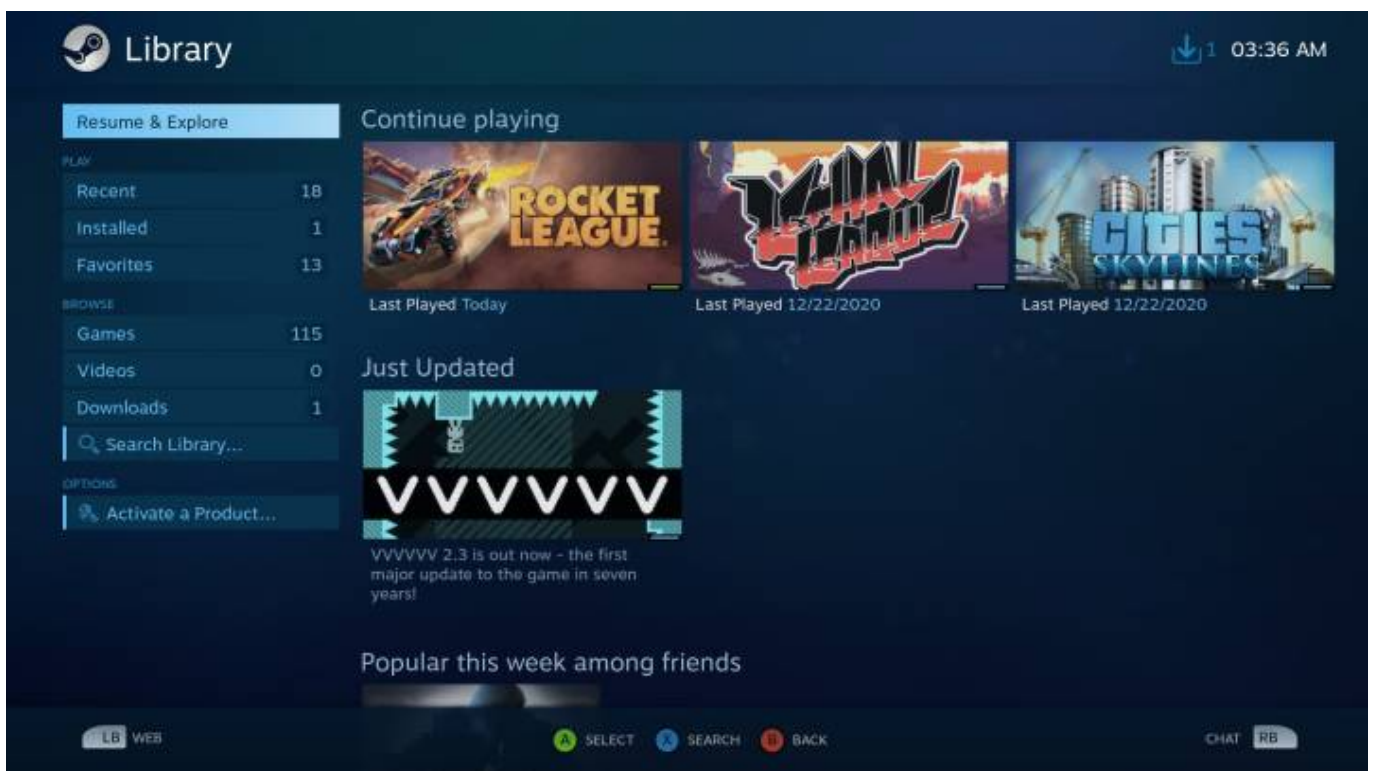 Library
1 03:36 AM
Resume & Explore
PLAY
Recent 18
Installed 1
Favorites 13
BROWSE
Games 115
Videos 0
Downloads 1
Search Library...
OPTIONS
Activate a Product...
Continue playing
ROCKET
LEAGUE
Last Played Today
LETHAL
LEAGUE
Last Played 12/22/2020
CITIES
SKYLINES
Last Played 12/22/2020
Just Updated
VVVVVV
VVVVVV 2.3 is out now - the first
major update to the game in seven
years!
Popular this week among friends
LB WEB
A SELECT X SEARCH B BACK
CHAT RB